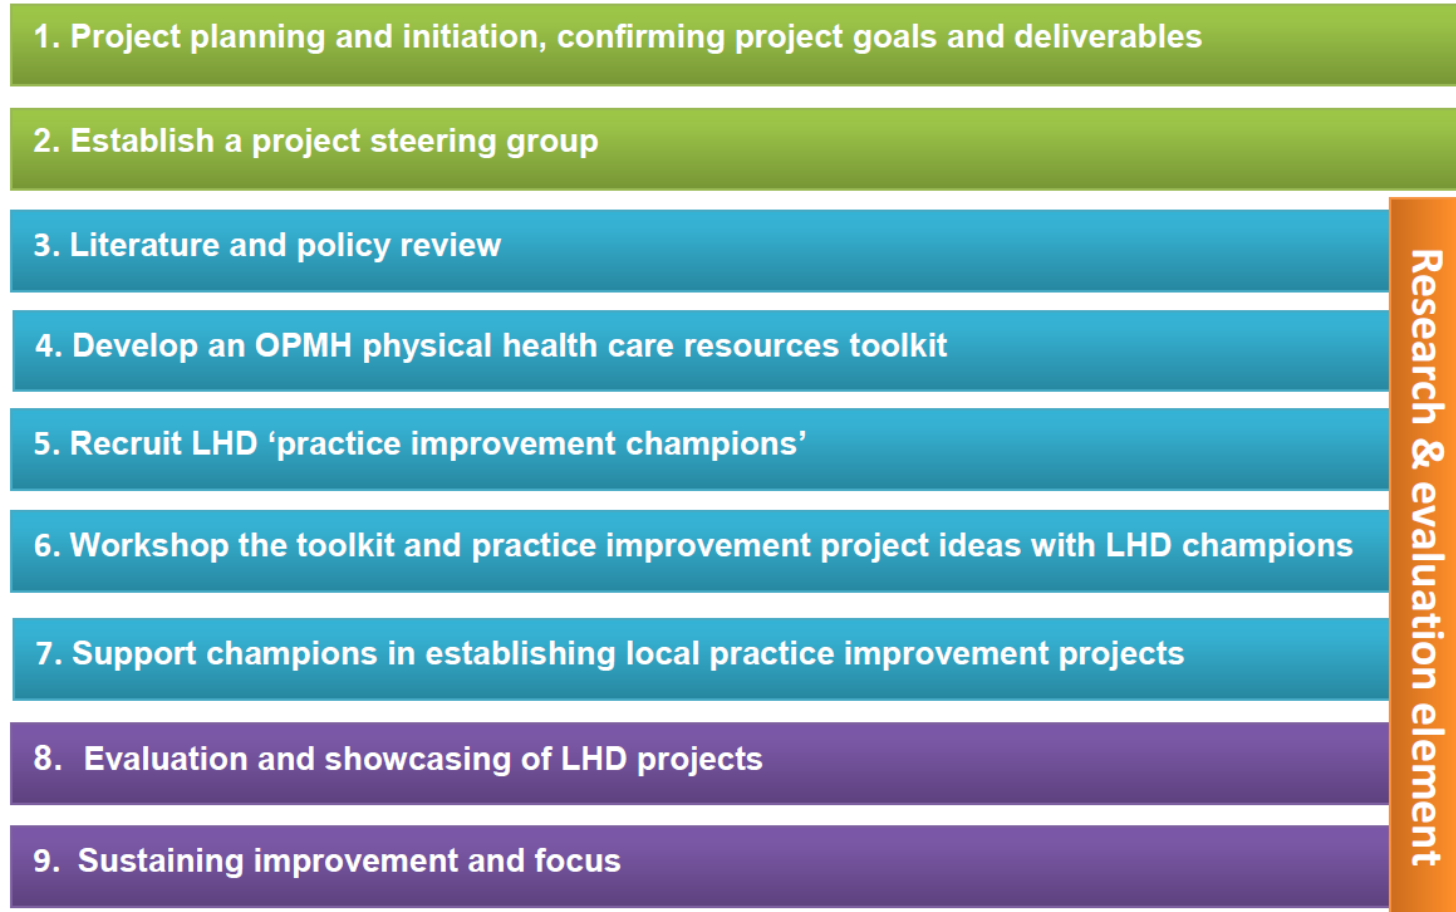 1. Project planning and initiation, confirming project goals and deliverables
2. Establish a project steering group
3. Literature and policy review
4. Develop an OPMH physical health care resources toolkit
5. Recruit LHD ‘practice improvement champions’
6. Workshop the toolkit and practice improvement project ideas with LHD champions
7. Support champions in establishing local practice improvement projects
8. Evaluation and showcasing of LHD projects
9. Sustaining improvement and focus
Research & evaluation element